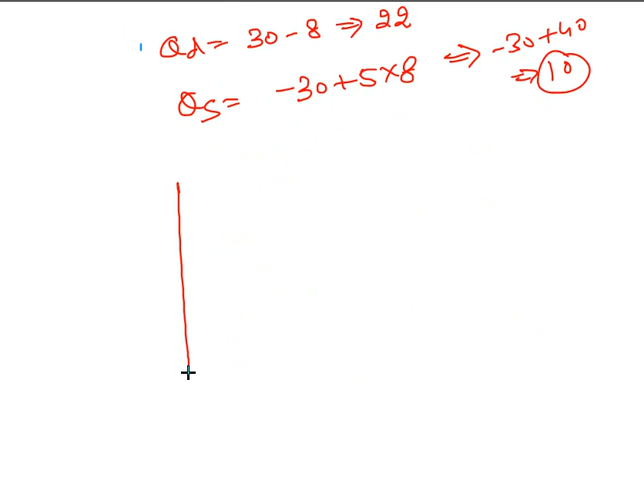 Qd = 30 - 8 ⇒ 22
QS = -30 + 5 × 8 ⇒ -30 + 40
⇒ 10